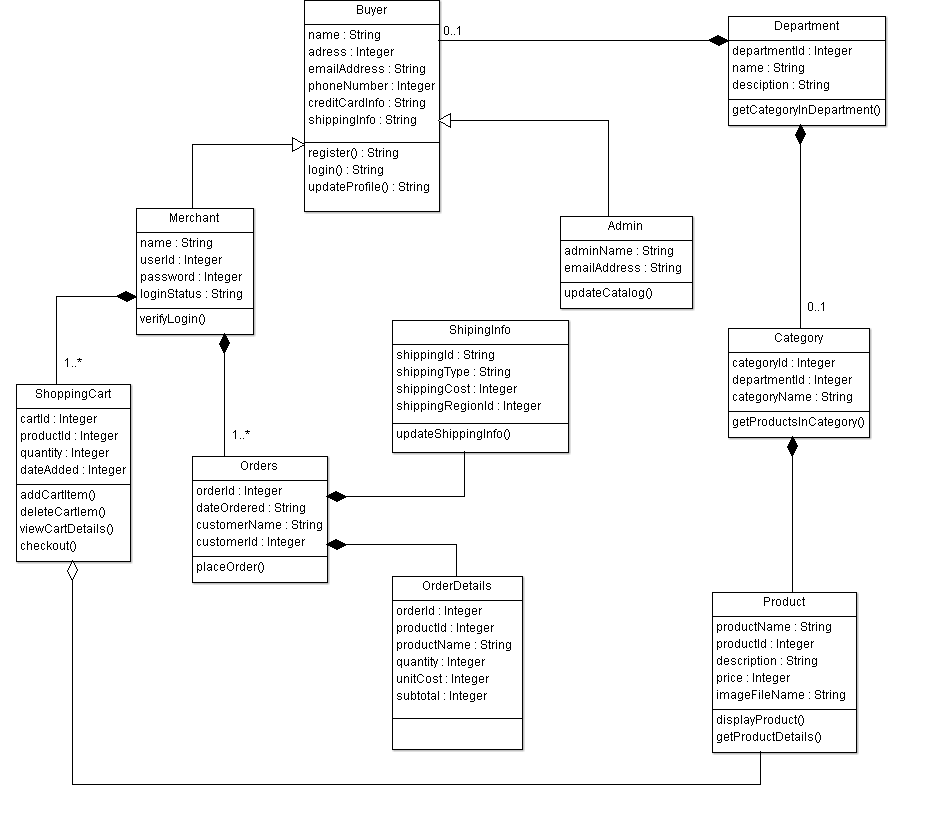 Buyer
name : String
adress : Integer
emailAddress : String
phoneNumber : Integer
creditCardInfo : String
shippingInfo : String
register() : String
login() : String
updateProfile() : String
0..1
Department
departmentId : Integer
name : String
desciption : String
getCategoryInDepartment()
Merchant
name : String
userId : Integer
password : Integer
loginStatus : String
verifyLogin()
Admin
adminName : String
emailAddress : String
updateCatalog()
0..1
ShipingInfo
shippingId : String
shippingType : String
shippingCost : Integer
shippingRegionId : Integer
updateShippingInfo()
Category
categoryId : Integer
departmentId : Integer
categoryName : String
getProductsInCategory()
1..*
ShoppingCart
cartId : Integer
productId : Integer
quantity : Integer
dateAdded : Integer
addCartItem()
deleteCartIem()
viewCartDetails()
checkout()
1..*
Orders
orderId : Integer
dateOrdered : String
customerName : String
customerId : Integer
placeOrder()
OrderDetails
orderId : Integer
productId : Integer
productName : String
quantity : Integer
unitCost : Integer
subtotal : Integer
Product
productName : String
productId : Integer
description : String
price : Integer
imageFileName : String
displayProduct()
getProductDetails()